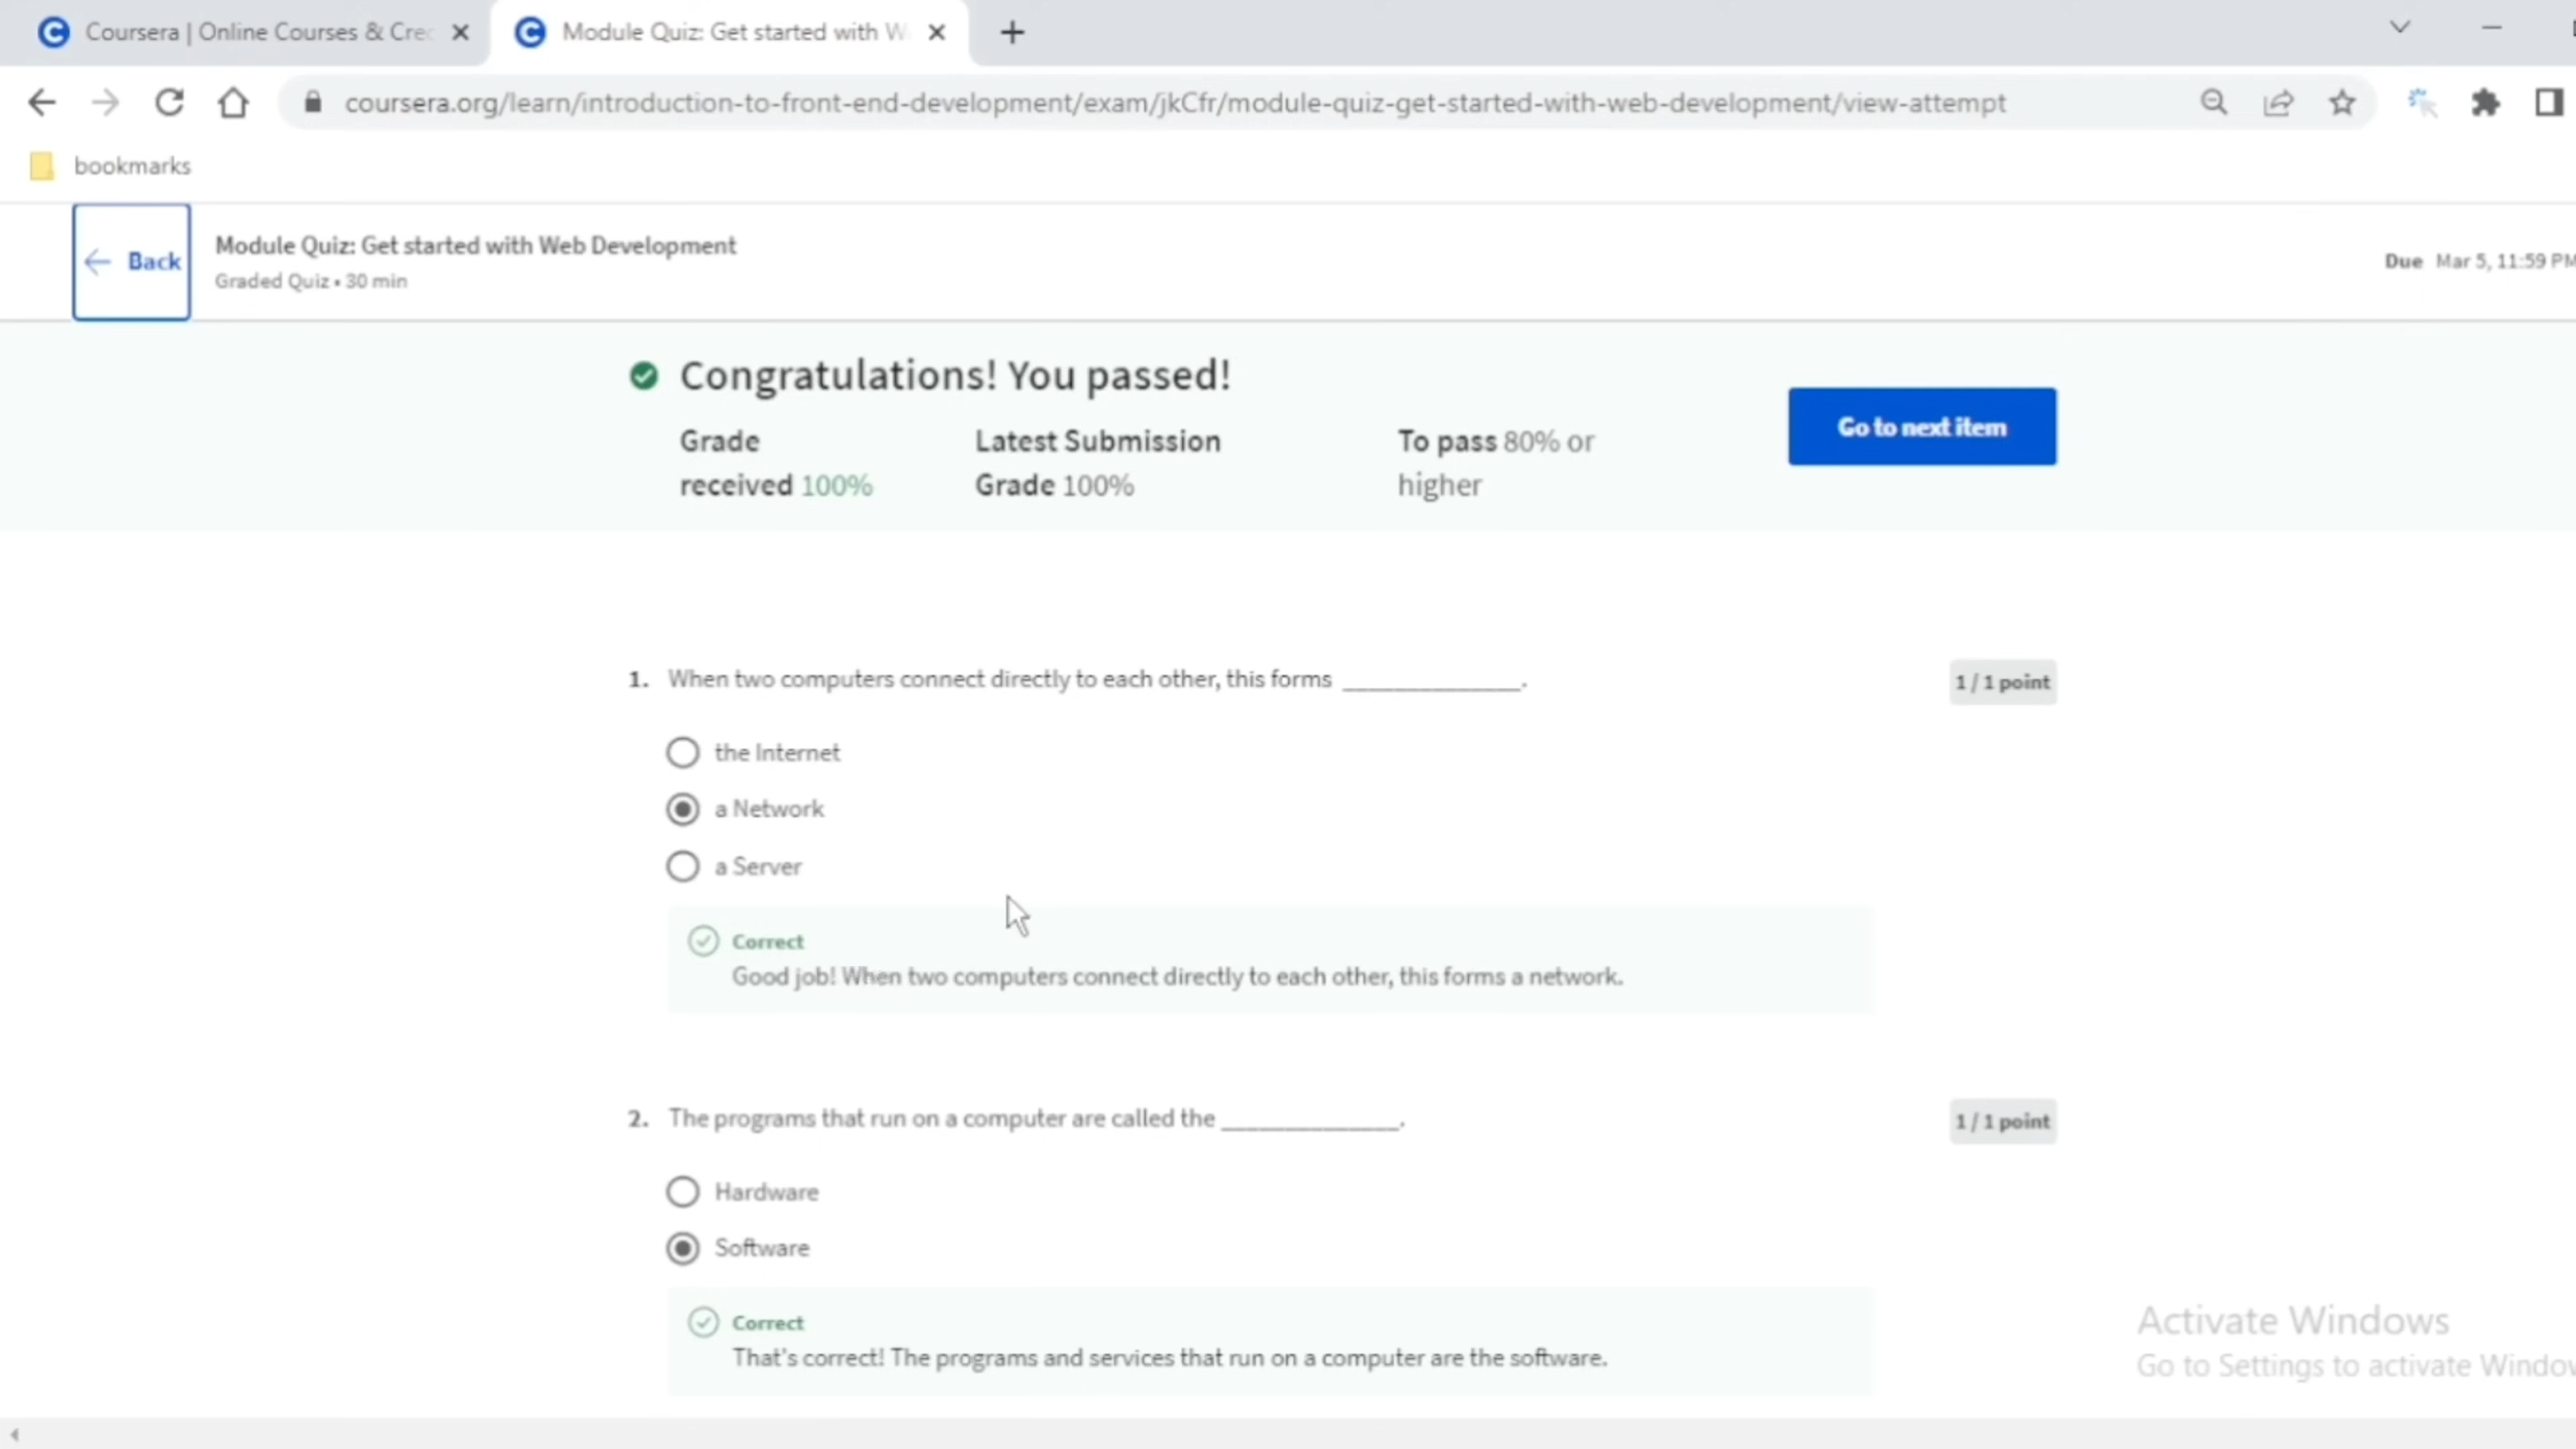 Coursera | Online Courses & Cre
Module Quiz: Get started with W
coursera.org/learn/introduction-to-front-end-development/exam/jkCfr/module-quiz-get-started-with-web-development/view-attempt
bookmarks
Back
Module Quiz: Get started with Web Development
Graded Quiz • 30 min
Due Mar 5, 11:59 PM
Congratulations! You passed!
Grade received 100%
Latest Submission Grade 100%
To pass 80% or higher
Go to next item
1. When two computers connect directly to each other, this forms ______________.
1 / 1 point
the Internet
a Network
a Server
Correct
Good job! When two computers connect directly to each other, this forms a network.
2. The programs that run on a computer are called the ______________.
1 / 1 point
Hardware
Software
Correct
That's correct! The programs and services that run on a computer are the software.
Activate Windows
Go to Settings to activate Window